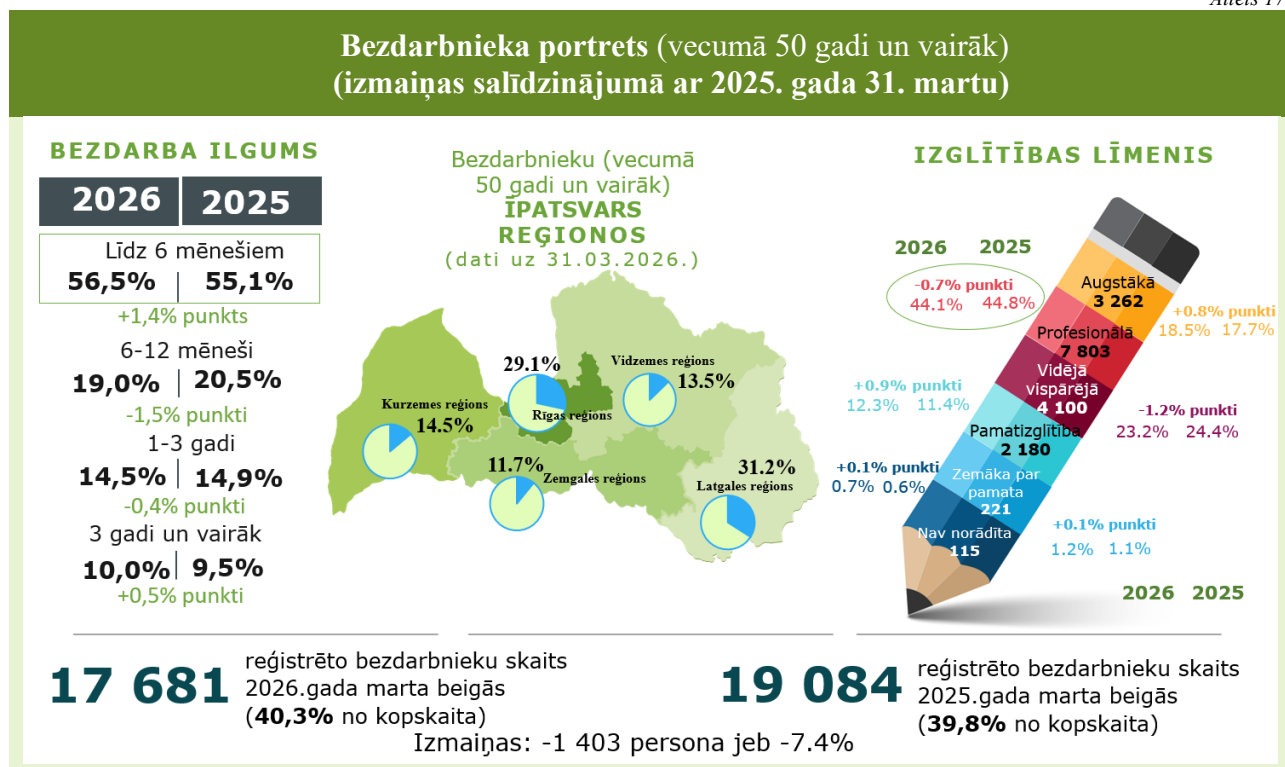 Attēls 17
Bezdarbnieka portrets (vecumā 50 gadi un vairāk)
(izmaiņas salīdzinājumā ar 2025. gada 31. martu)
BEZDARBA ILGUMS
2026 2025
Līdz 6 mēnešiem
56,5% 55,1%
+1,4% punkts
6-12 mēneši
19,0% 20,5%
-1,5% punkti
1-3 gadi
14,5% 14,9%
-0,4% punkti
3 gadi un vairāk
10,0% 9,5%
+0,5% punkti
Bezdarbnieku (vecumā
50 gadi un vairāk)
ĪPATSVARS
REĢIONOS
(dati uz 31.03.2026.)
29.1%
Rīgas reģions
Vidzemes reģions
13.5%
Kurzemes reģions
14.5%
11.7%
Zemgales reģions
31.2%
Latgales reģions
IZGLĪTĪBAS LĪMENIS
2026 2025
-0.7% punkti
44.1% 44.8%
Augstākā
3 262
+0.8% punkti
18.5% 17.7%
Profesionālā
7 803
Vidējā
vispārējā
4 100
+0.9% punkti
12.3% 11.4%
-1.2% punkti
23.2% 24.4%
Pamatizglītība
2 180
+0.1% punkti
0.7% 0.6%
Zemāka par
pamata
221
+0.1% punkti
1.2% 1.1%
Nav norādīta
115
2026 2025
17 681
reģistrēto bezdarbnieku skaits
2026.gada marta beigās
(40,3% no kopskaita)
19 084
reģistrēto bezdarbnieku skaits
2025.gada marta beigās
(39,8% no kopskaita)
Izmaiņas: -1 403 persona jeb -7.4%